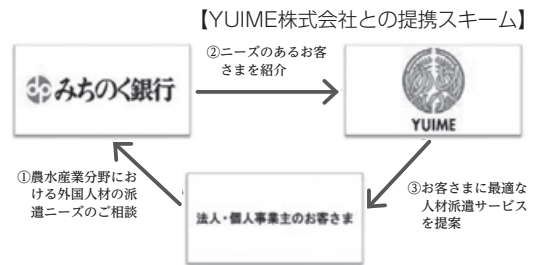 【YUIME株式会社との提携スキーム】
②ニーズのあるお客
さまを紹介
みちのく銀行
YUIME
①農水産業分野にお
ける外国人材の派
遣ニーズのご相談
③お客さまに最適な
人材派遣サービス
を提案
法人・個人事業主のお客さま